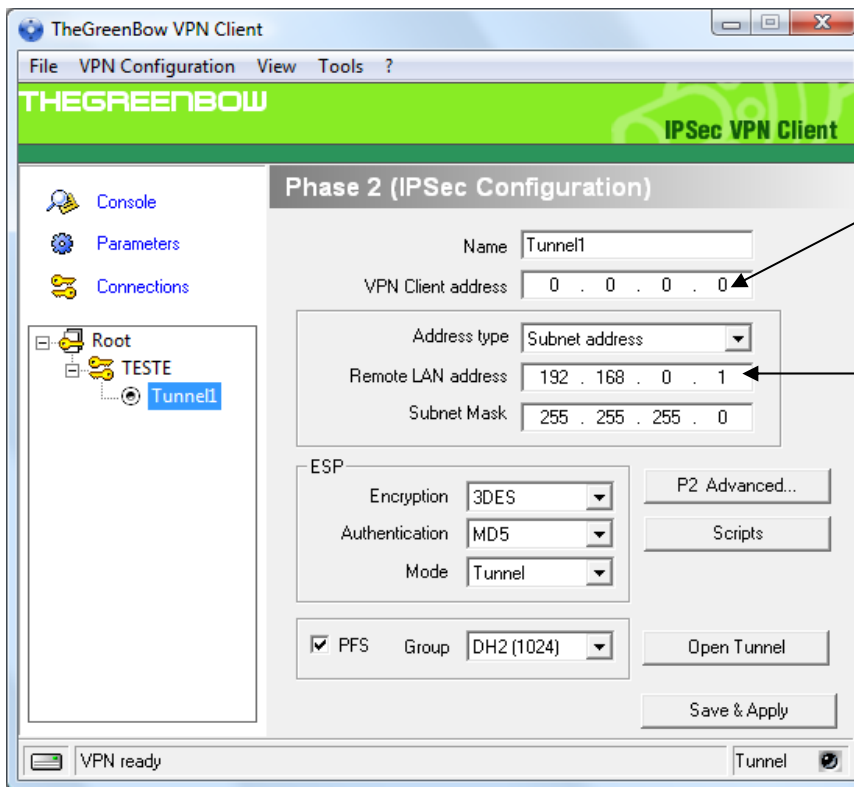 TheGreenBow VPN Client
File VPN Configuration View Tools ?
THEGREENBOW
IPSec VPN Client
Console
Parameters
Connections
Root
TESTE
Tunnel1
Phase 2 (IPSec Configuration)
Name Tunnel1
VPN Client address 0 . 0 . 0 . 0
Address type Subnet address
Remote LAN address 192 . 168 . 0 . 1
Subnet Mask 255 . 255 . 255 . 0
ESP
Encryption 3DES
Authentication MD5
Mode Tunnel
P2 Advanced...
Scripts
PFS Group DH2 (1024)
Open Tunnel
Save & Apply
VPN ready
Tunnel